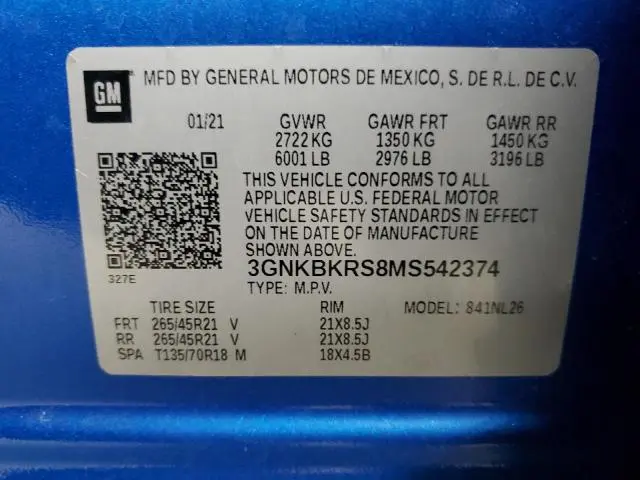 GM
MFD BY GENERAL MOTORS DE MEXICO, S. DE R.L. DE C.V.
01/21 GVWR GAWR FRT GAWR RR
2722 KG 1350 KG 1450 KG
6001 LB 2976 LB 3196 LB
THIS VEHICLE CONFORMS TO ALL
APPLICABLE U.S. FEDERAL MOTOR
VEHICLE SAFETY STANDARDS IN EFFECT
ON THE DATE OF MANUFACTURE
SHOWN ABOVE.
327E
3GNKBKRS8MS542374
TYPE: M.P.V.
TIRE SIZE RIM MODEL: 841NL26
FRT 265/45R21 V 21X8.5J
RR 265/45R21 V 21X8.5J
SPA T135/70R18 M 18X4.5B